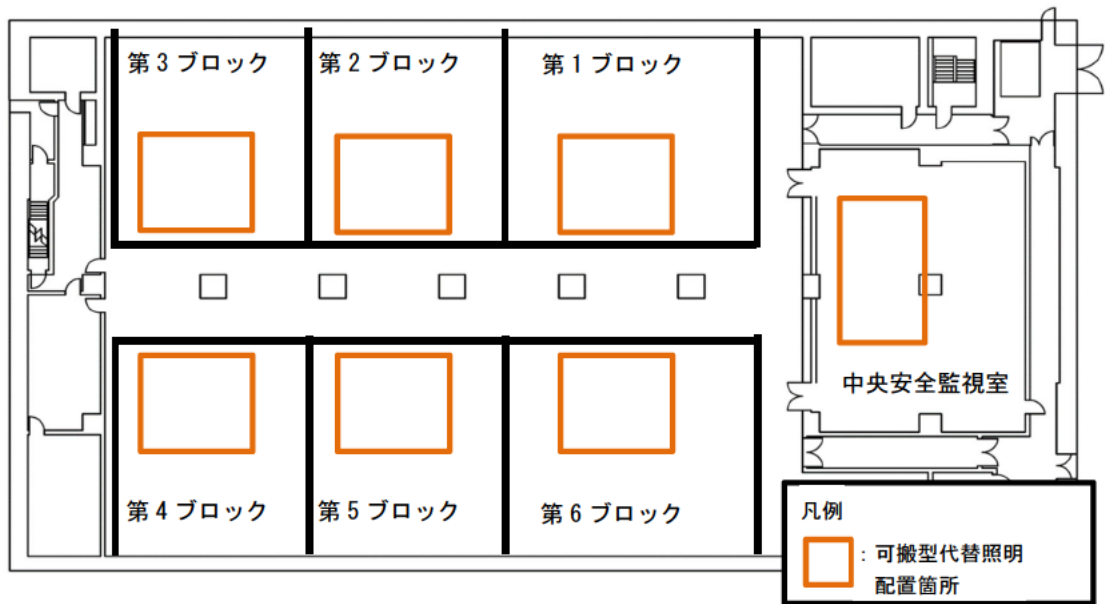 第3ブロック
第2ブロック
第1ブロック
中央安全監視室
第4ブロック
第5ブロック
第6ブロック
凡例
：可搬型代替照明
配置箇所